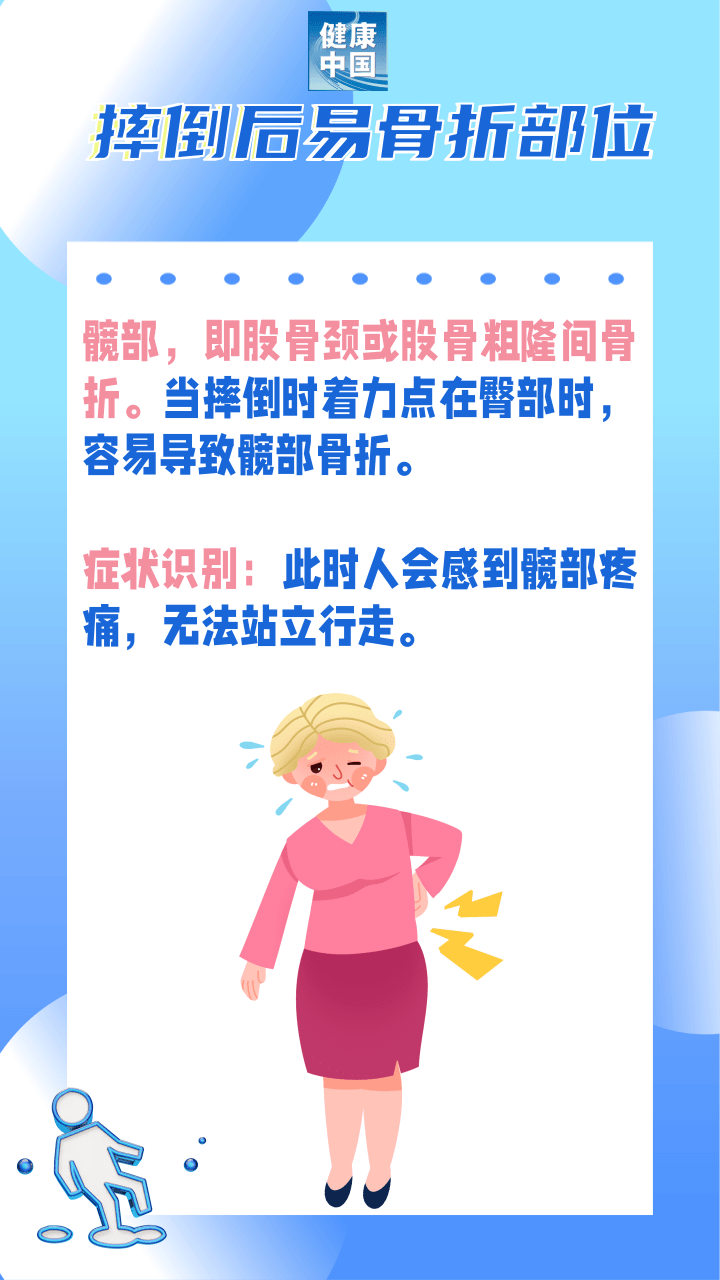 健康
中国
摔倒后易骨折部位
髋部，即股骨颈或股骨粗隆间骨
折。当摔倒时着力点在臀部时，
容易导致髋部骨折。
症状识别：此时人会感到髋部疼
痛，无法站立行走。